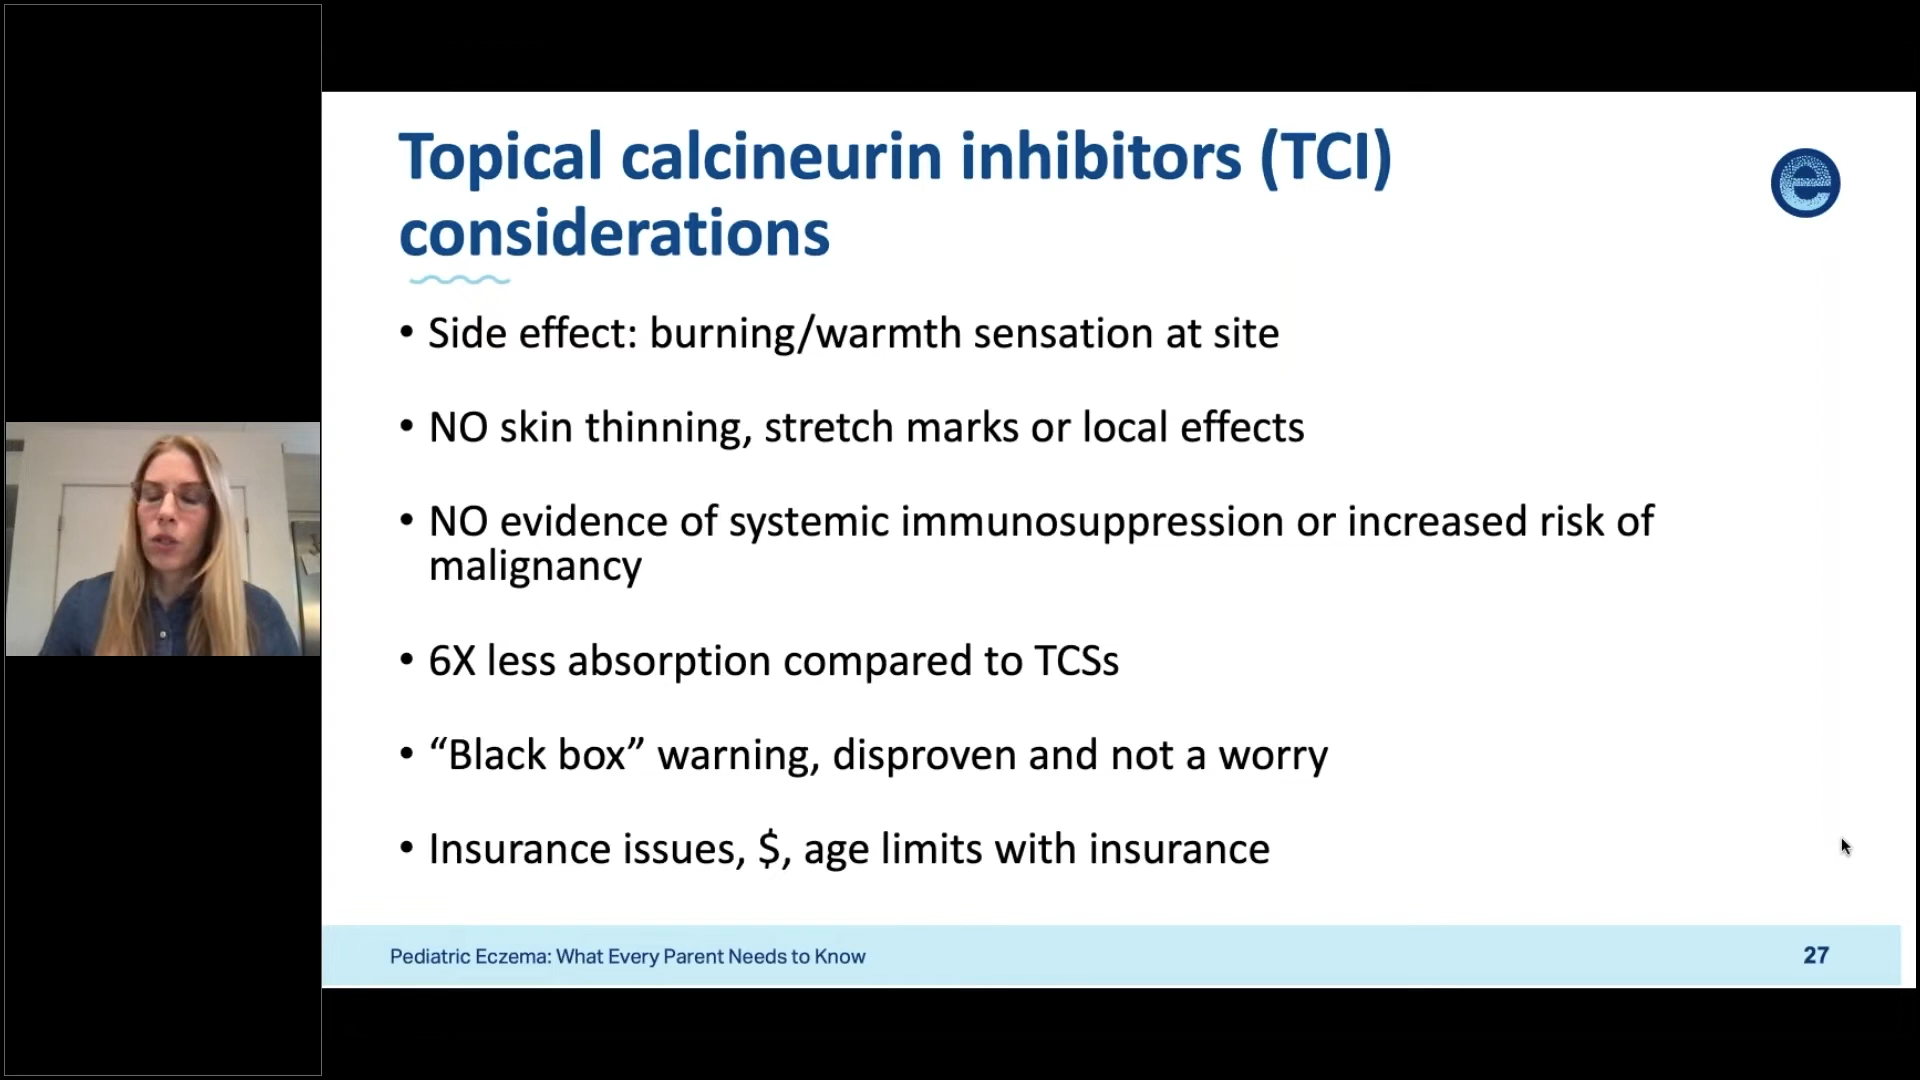 Topical calcineurin inhibitors (TCI)
considerations
• Side effect: burning/warmth sensation at site
• NO skin thinning, stretch marks or local effects
• NO evidence of systemic immunosuppression or increased risk of
malignancy
• 6X less absorption compared to TCSs
• “Black box” warning, disproven and not a worry
• Insurance issues, $, age limits with insurance
Pediatric Eczema: What Every Parent Needs to Know
27
e